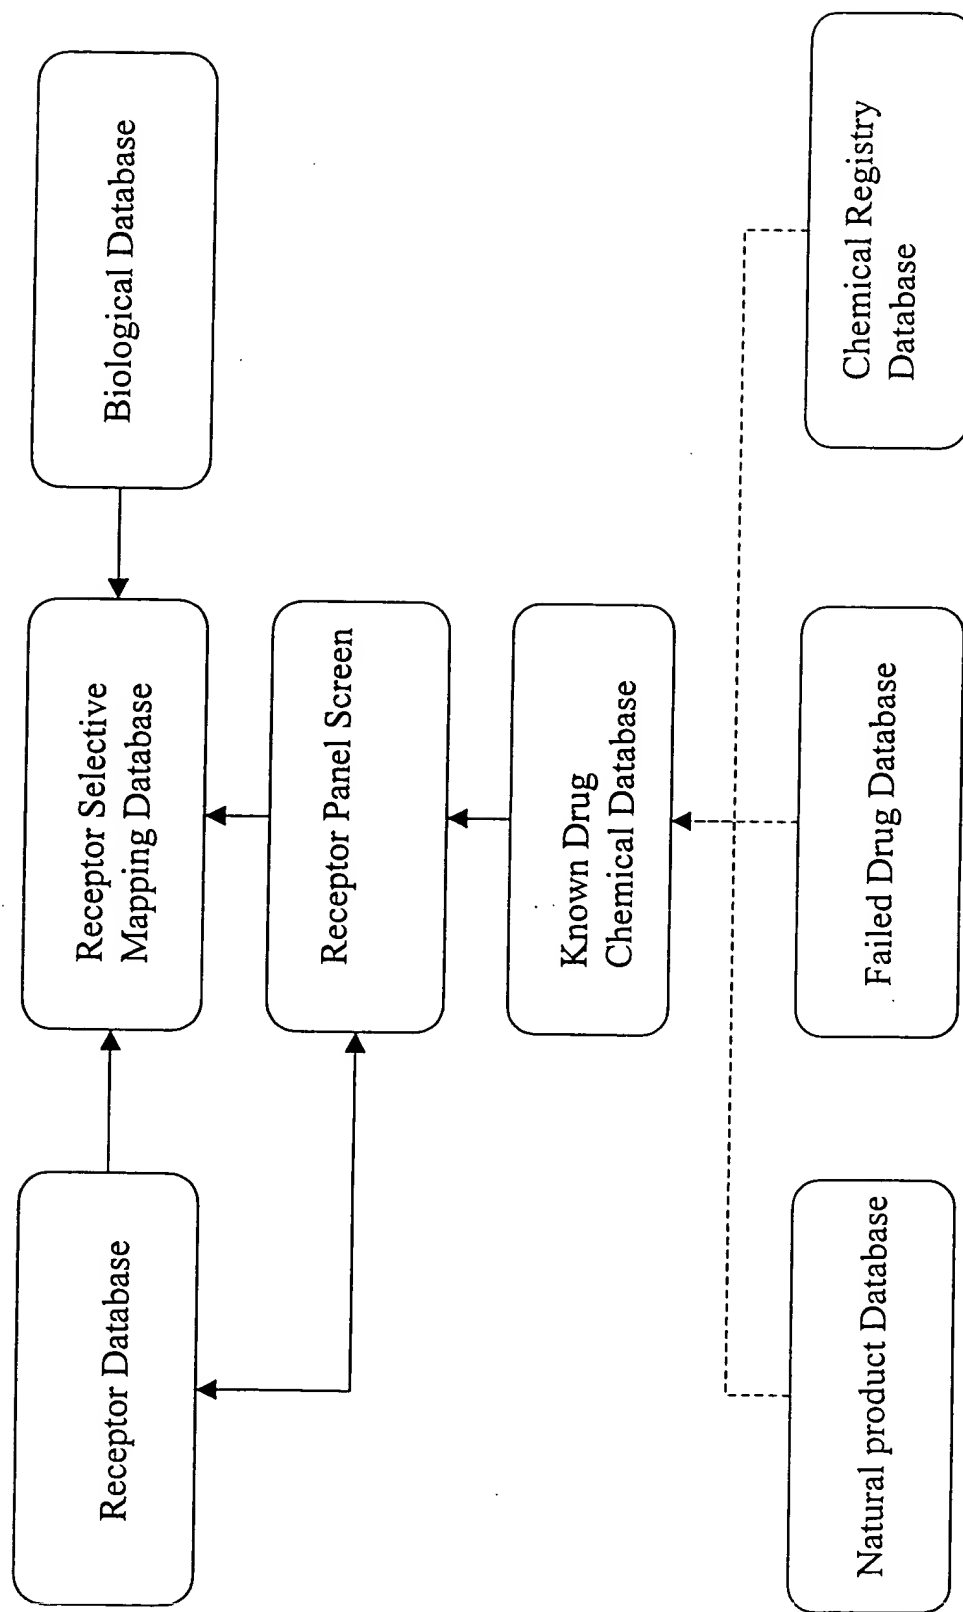 Receptor Database
Receptor Selective
Mapping Database
Biological Database
Receptor Panel Screen
Known Drug
Chemical Database
Natural product Database
Failed Drug Database
Chemical Registry
Database